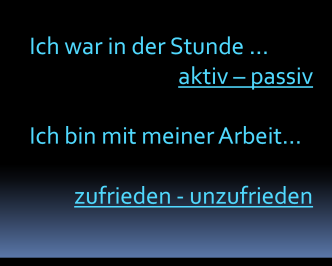 Ich war in der Stunde …
aktiv – passiv
Ich bin mit meiner Arbeit…
zufrieden - unzufrieden